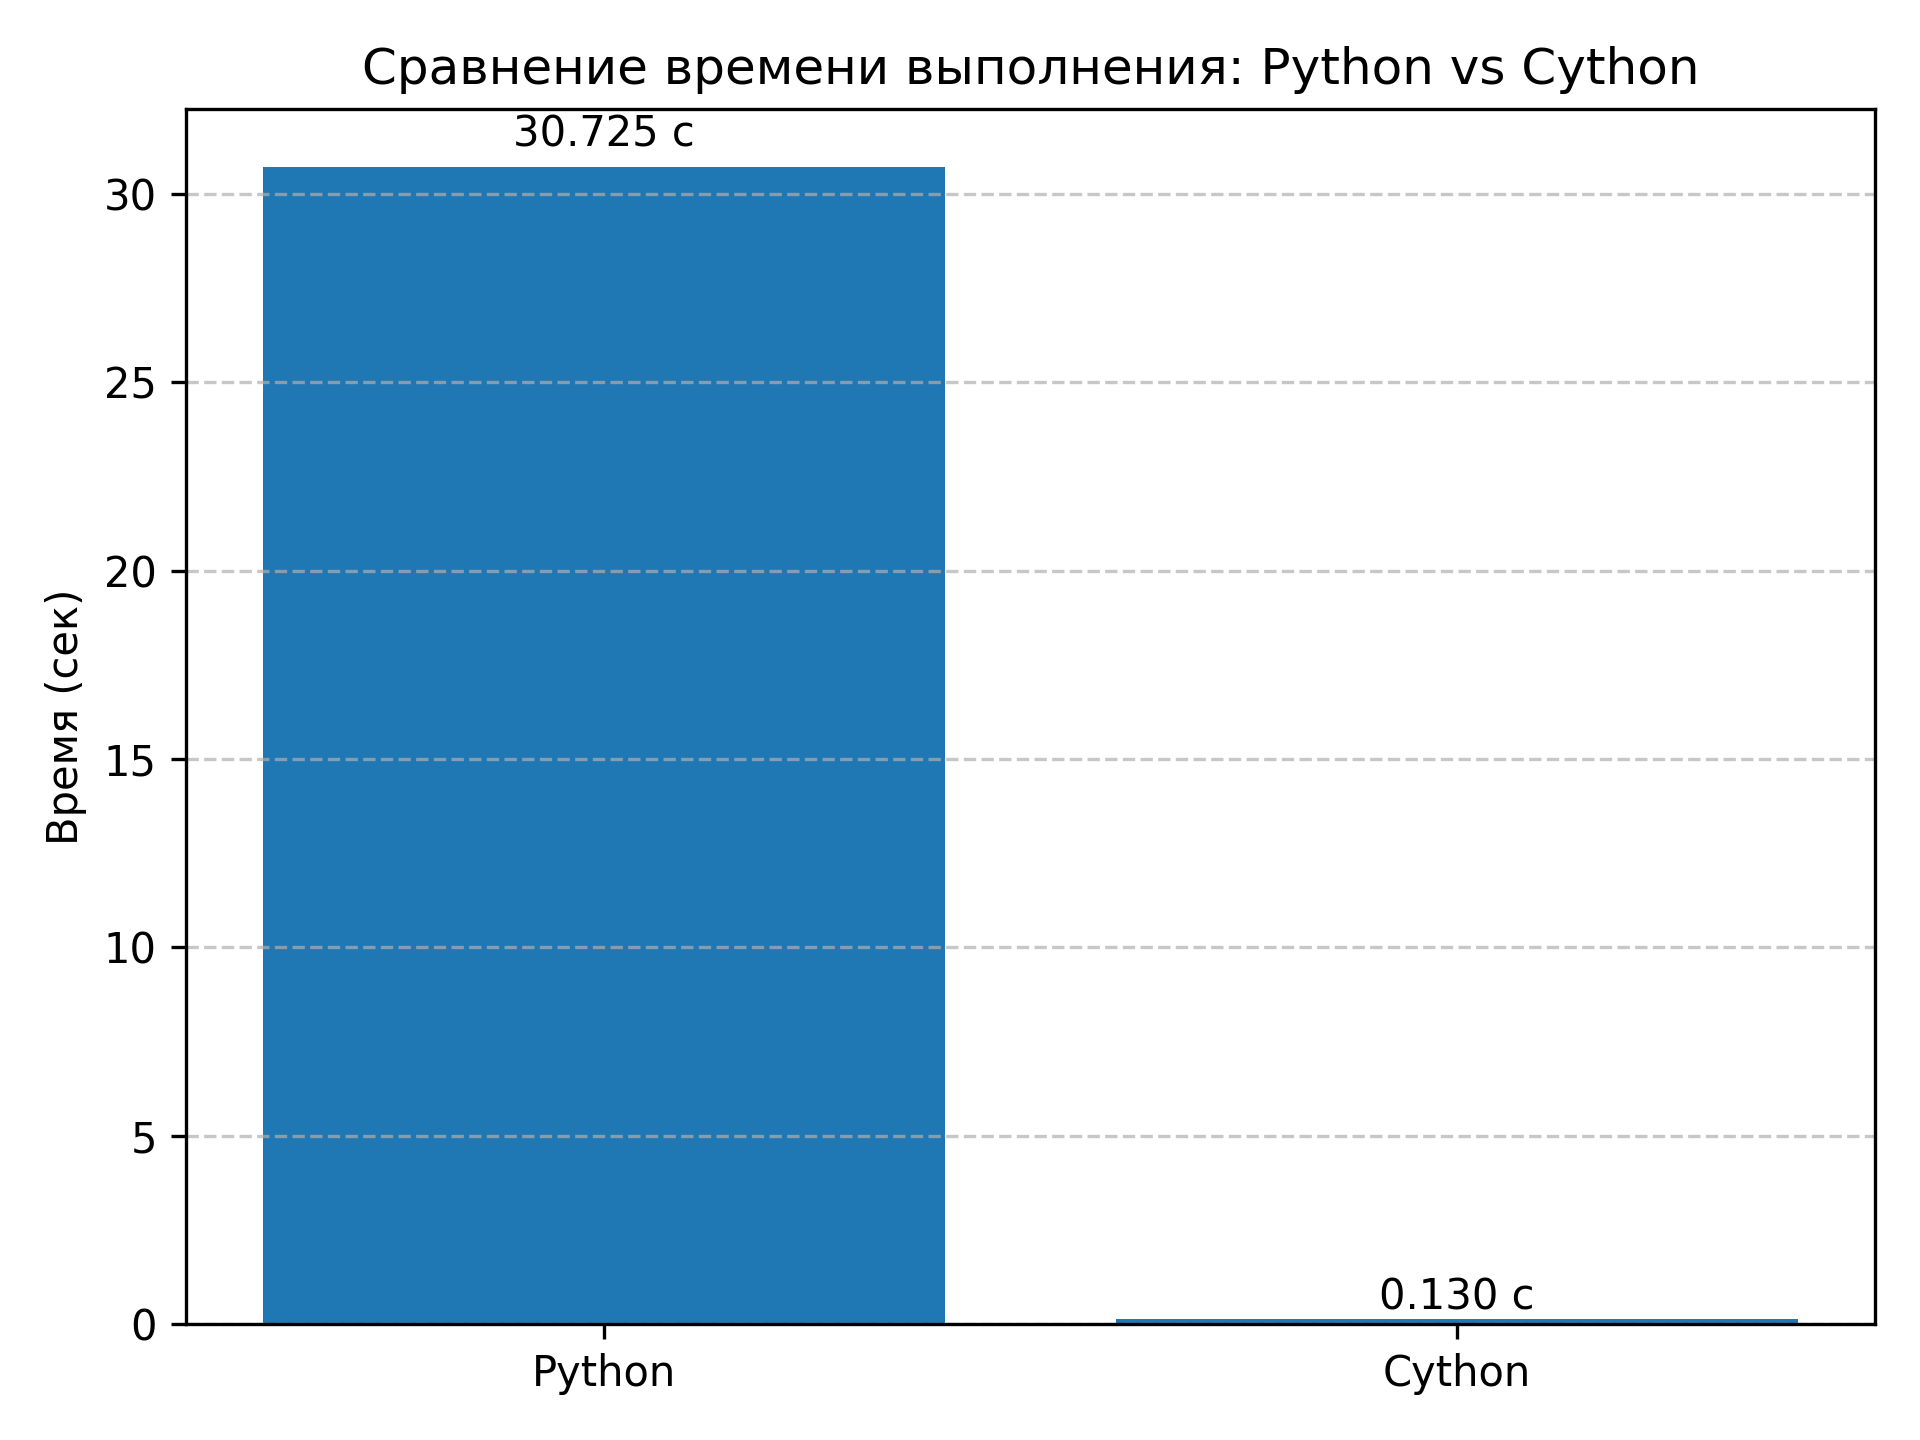 Сравнение времени выполнения: Python vs Cython
30.725 с
30
25
20
15
10
5
0
Время (сек)
0.130 с
Python
Cython